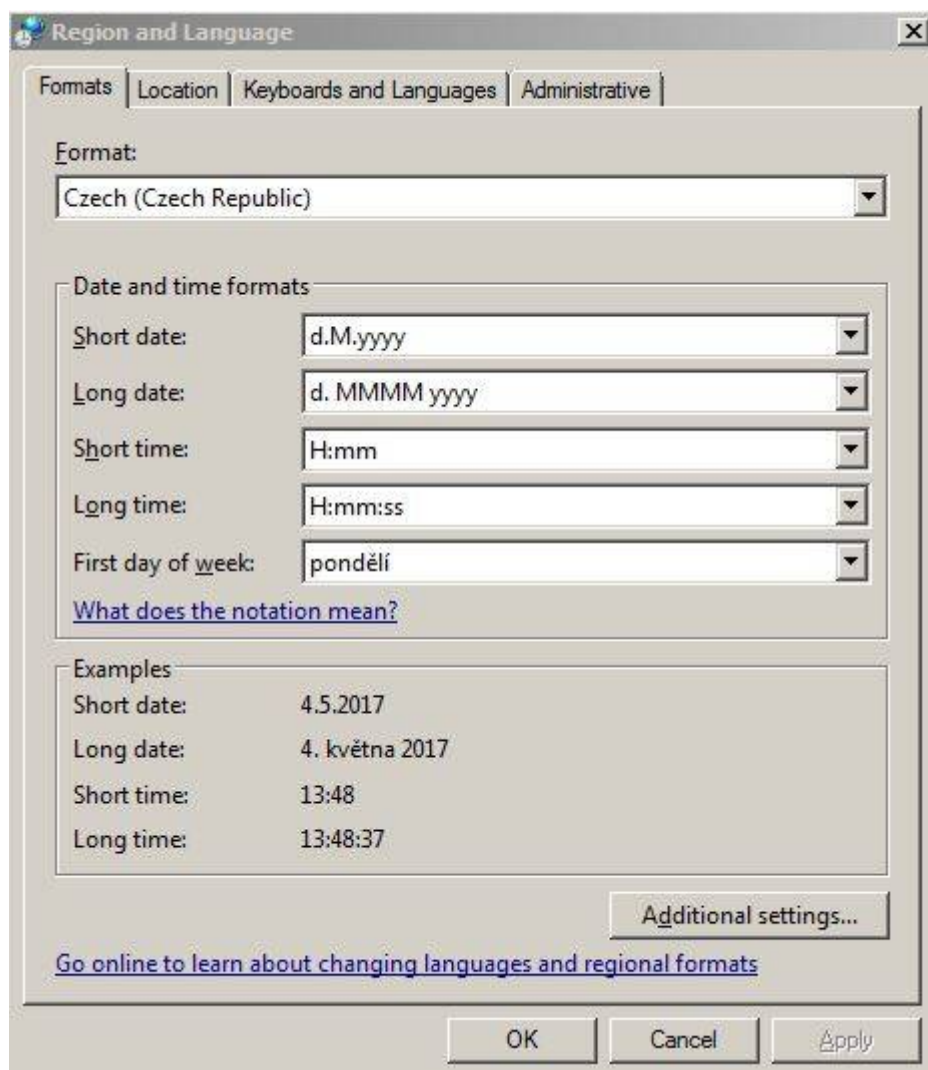 Region and Language
Formats Location Keyboards and Languages Administrative
Format:
Czech (Czech Republic)
Date and time formats
Short date: d.M.yyyy
Long date: d. MMMM yyyy
Short time: H:mm
Long time: H:mm:ss
First day of week: pondělí
What does the notation mean?
Examples
Short date: 4.5.2017
Long date: 4. května 2017
Short time: 13:48
Long time: 13:48:37
Additional settings...
Go online to learn about changing languages and regional formats
OK Cancel Apply